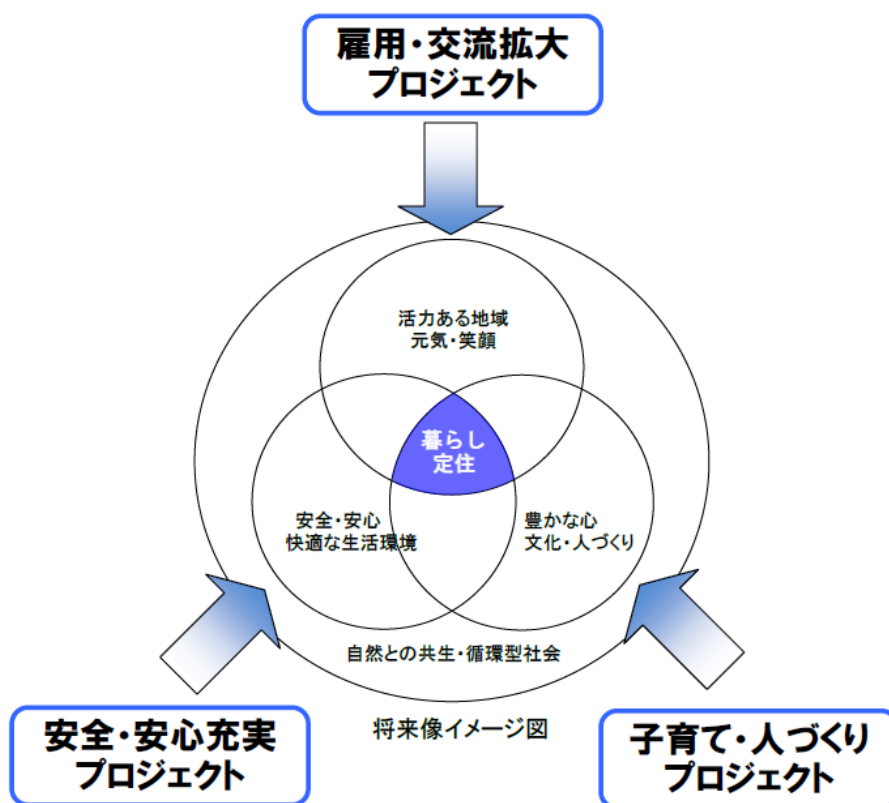 雇用・交流拡大
プロジェクト
活力ある地域
元気・笑顔
暮らし
定住
安全・安心
快適な生活環境
豊かな心
文化・人づくり
自然との共生・循環型社会
将来像イメージ図
安全・安心充実
プロジェクト
子育て・人づくり
プロジェクト